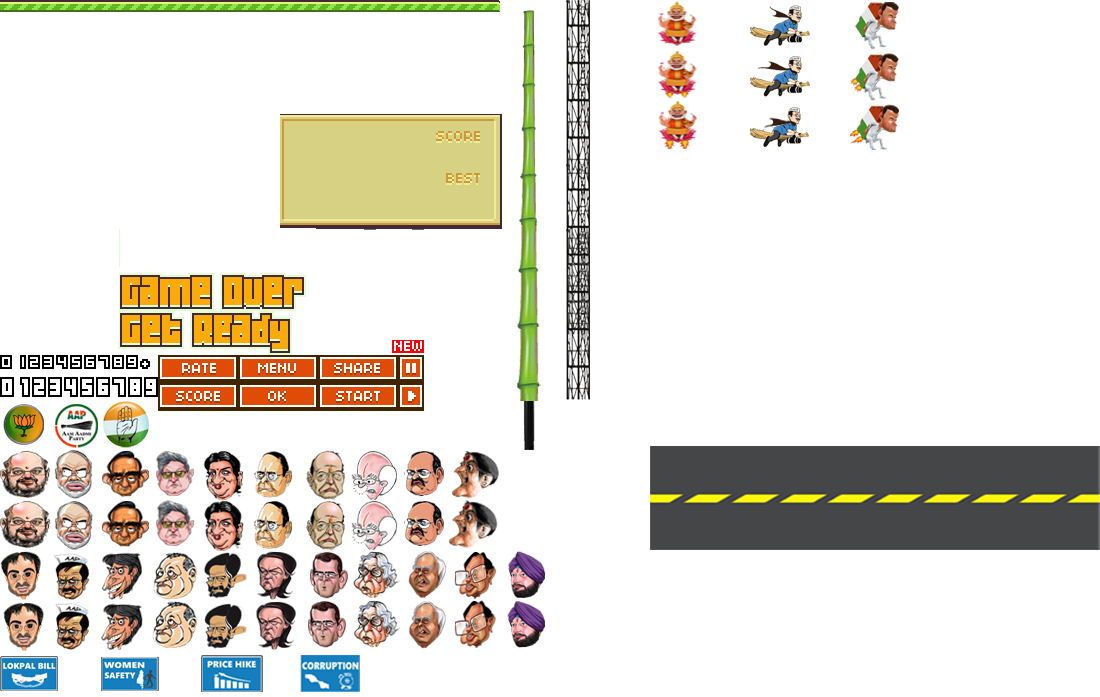 SCORE
BEST
Game Over
Get Ready
NEW
0 123456789+
RATE MENU SHARE
0 123456789
SCORE OK START
AAP
AAM AADMI
PARTY
AAP
AAP
LOKPAL BILL
WOMEN
SAFETY
PRICE HIKE
CORRUPTION